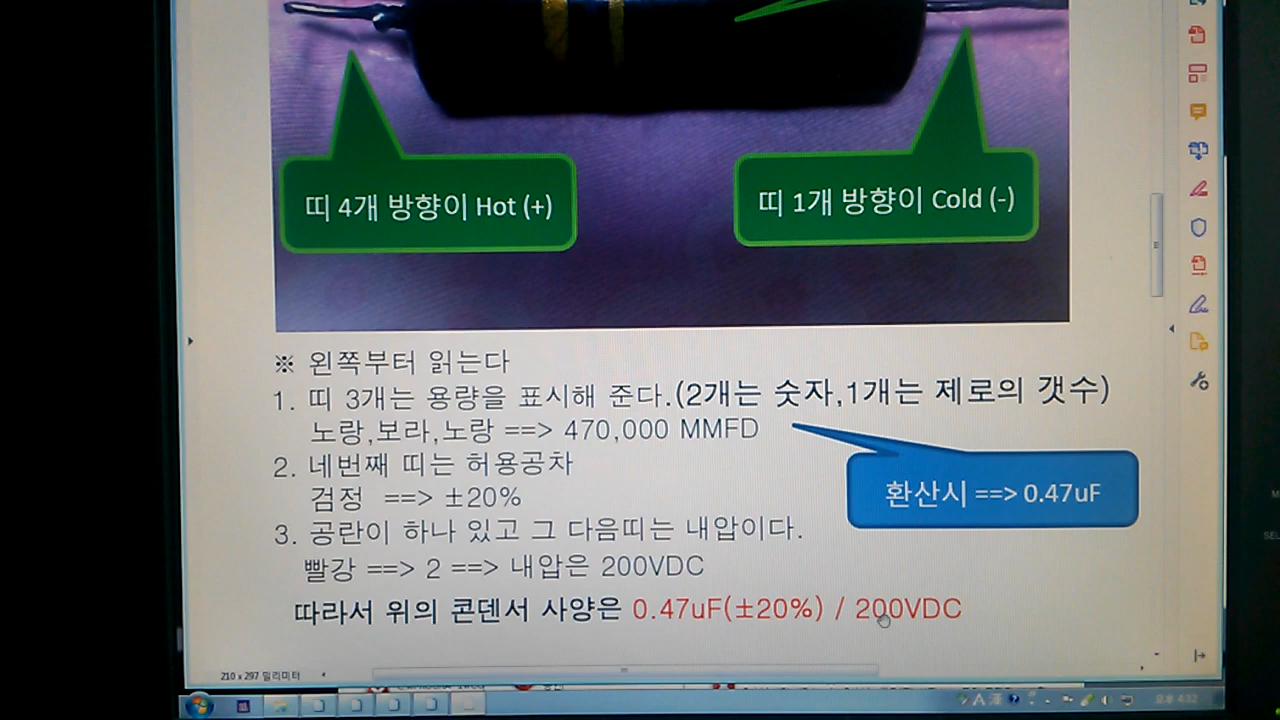 띠 4개 방향이 Hot (+)
띠 1개 방향이 Cold (-)
※ 왼쪽부터 읽는다
1. 띠 3개는 용량을 표시해 준다.(2개는 숫자,1개는 제로의 갯수)
노랑,보라,노랑 ==> 470,000 MMFD
환산시 ==> 0.47uF
2. 네번째 띠는 허용공차
검정 ==> ±20%
3. 공란이 하나 있고 그 다음띠는 내압이다.
빨강 ==> 2 ==> 내압은 200VDC
따라서 위의 콘덴서 사양은 0.47uF(±20%) / 200VDC
210 x 297 밀리미터
오후 4:32